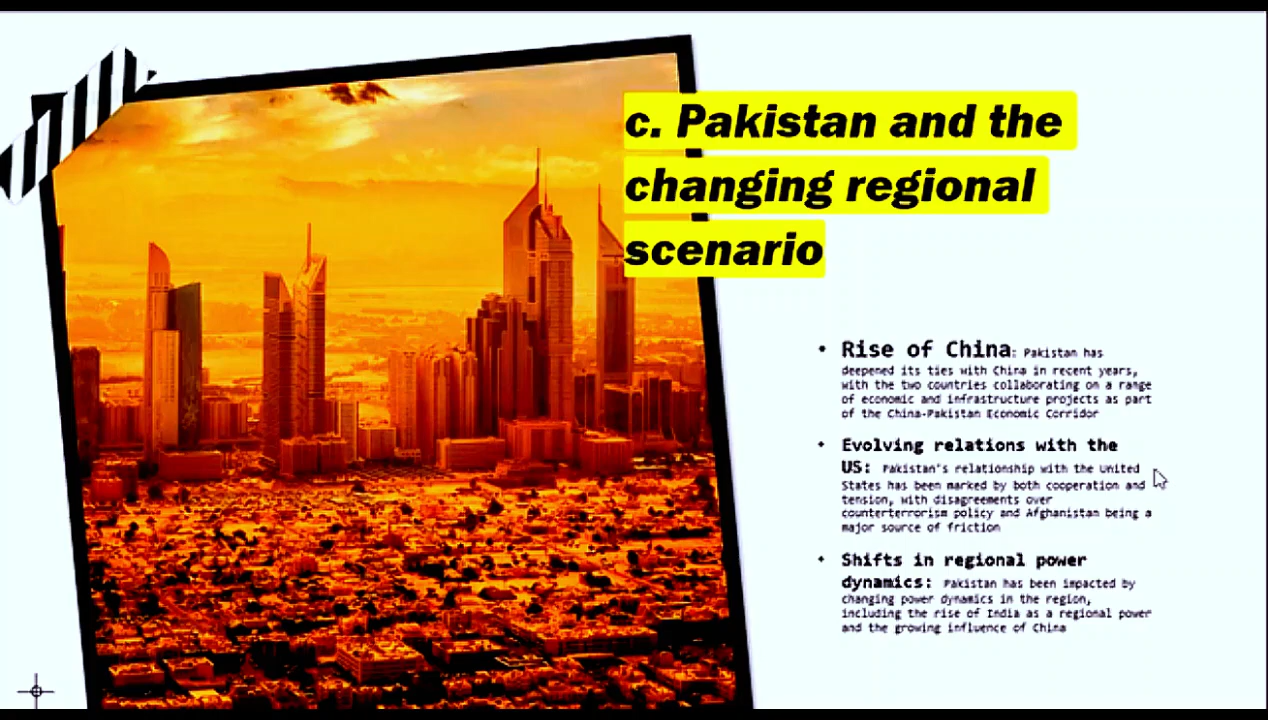 c. Pakistan and the
changing regional
scenario
• Rise of China: Pakistan has
deepened its ties with China in recent years,
with the two countries collaborating on a range
of economic and infrastructure projects as part
of the China-Pakistan Economic Corridor
• Evolving relations with the
US: Pakistan's relationship with the United
States has been marked by both cooperation and
tension, with disagreements over
counterterrorism policy and Afghanistan being a
major source of friction
• Shifts in regional power
dynamics: Pakistan has been impacted by
changing power dynamics in the region,
including the rise of India as a regional power
and the growing influence of China